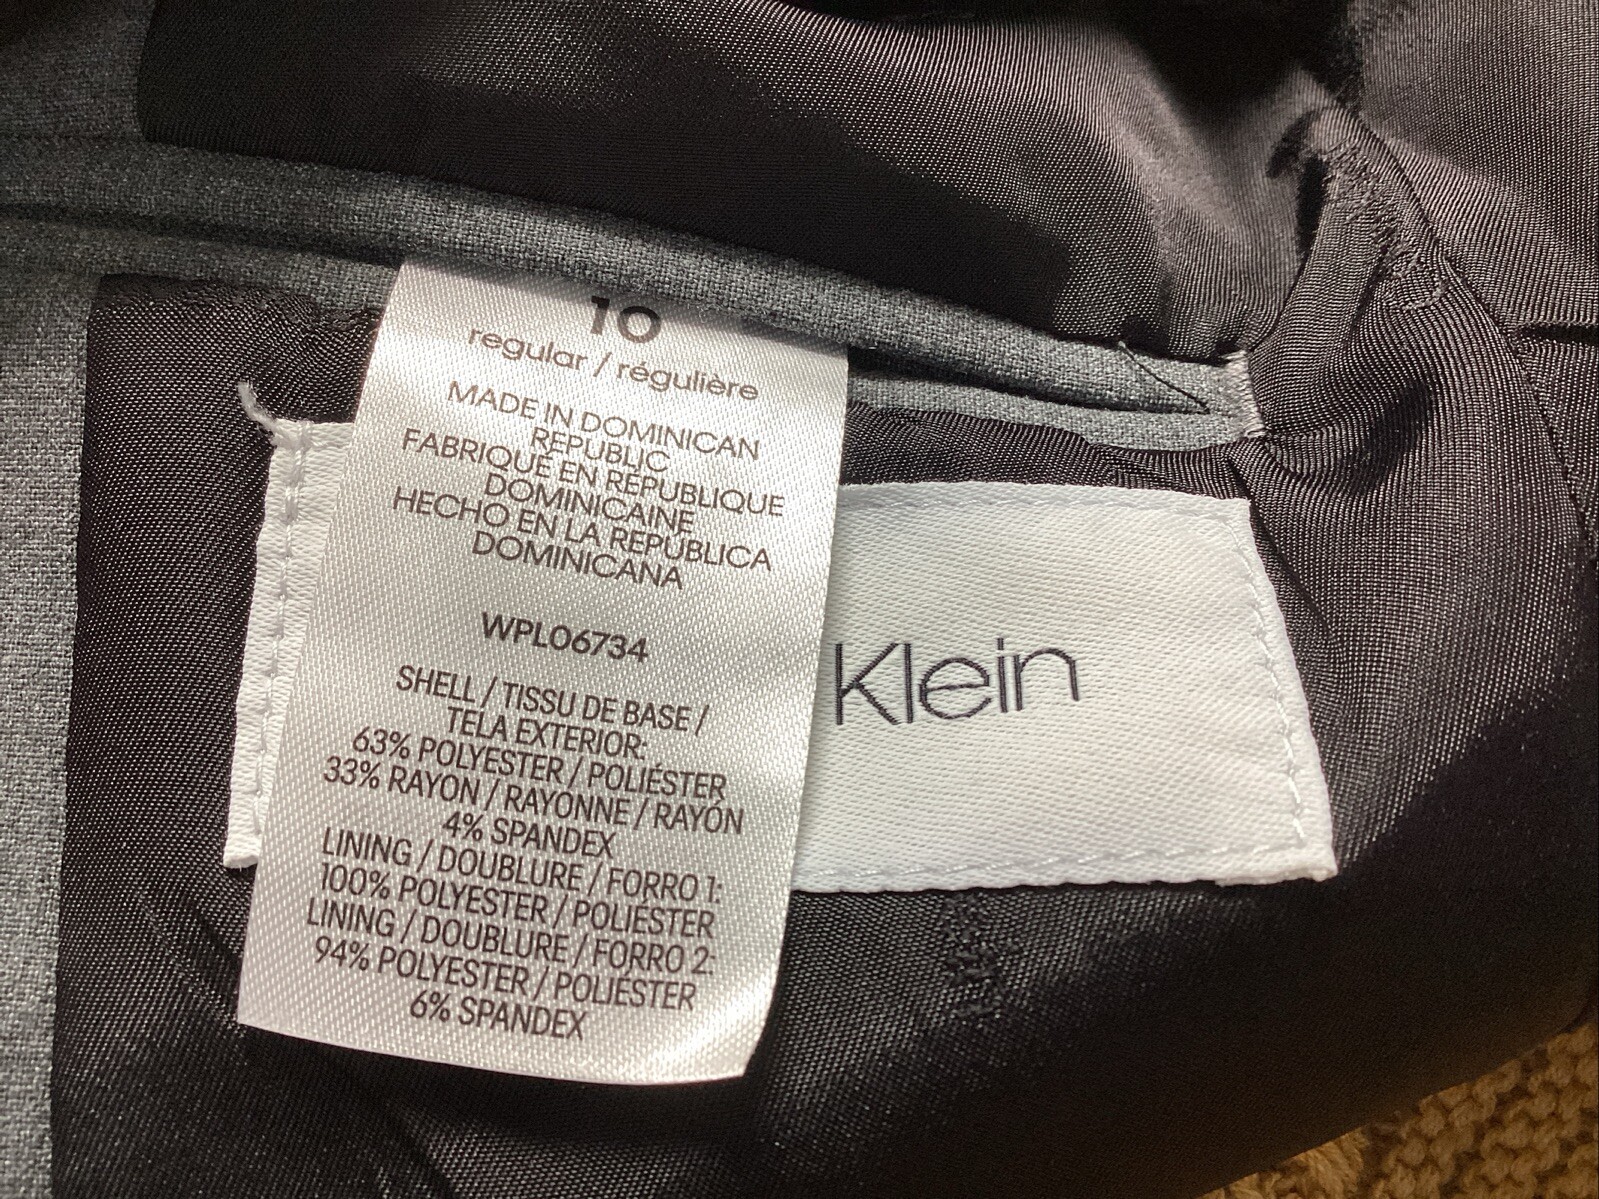 10
regular / régulière
MADE IN DOMINICAN
REPUBLIC
FABRIQUÉ EN RÉPUBLIQUE
DOMINICAINE
HECHO EN LA REPÚBLICA
DOMINICANA
WPL06734
SHELL / TISSU DE BASE /
TELA EXTERIOR:
63% POLYESTER / POLIÉSTER
33% RAYON / RAYONNE / RAYÓN
4% SPANDEX
LINING / DOUBLURE / FORRO 1:
100% POLYESTER / POLIÉSTER
LINING / DOUBLURE / FORRO 2:
94% POLYESTER / POLIÉSTER
6% SPANDEX
Klein